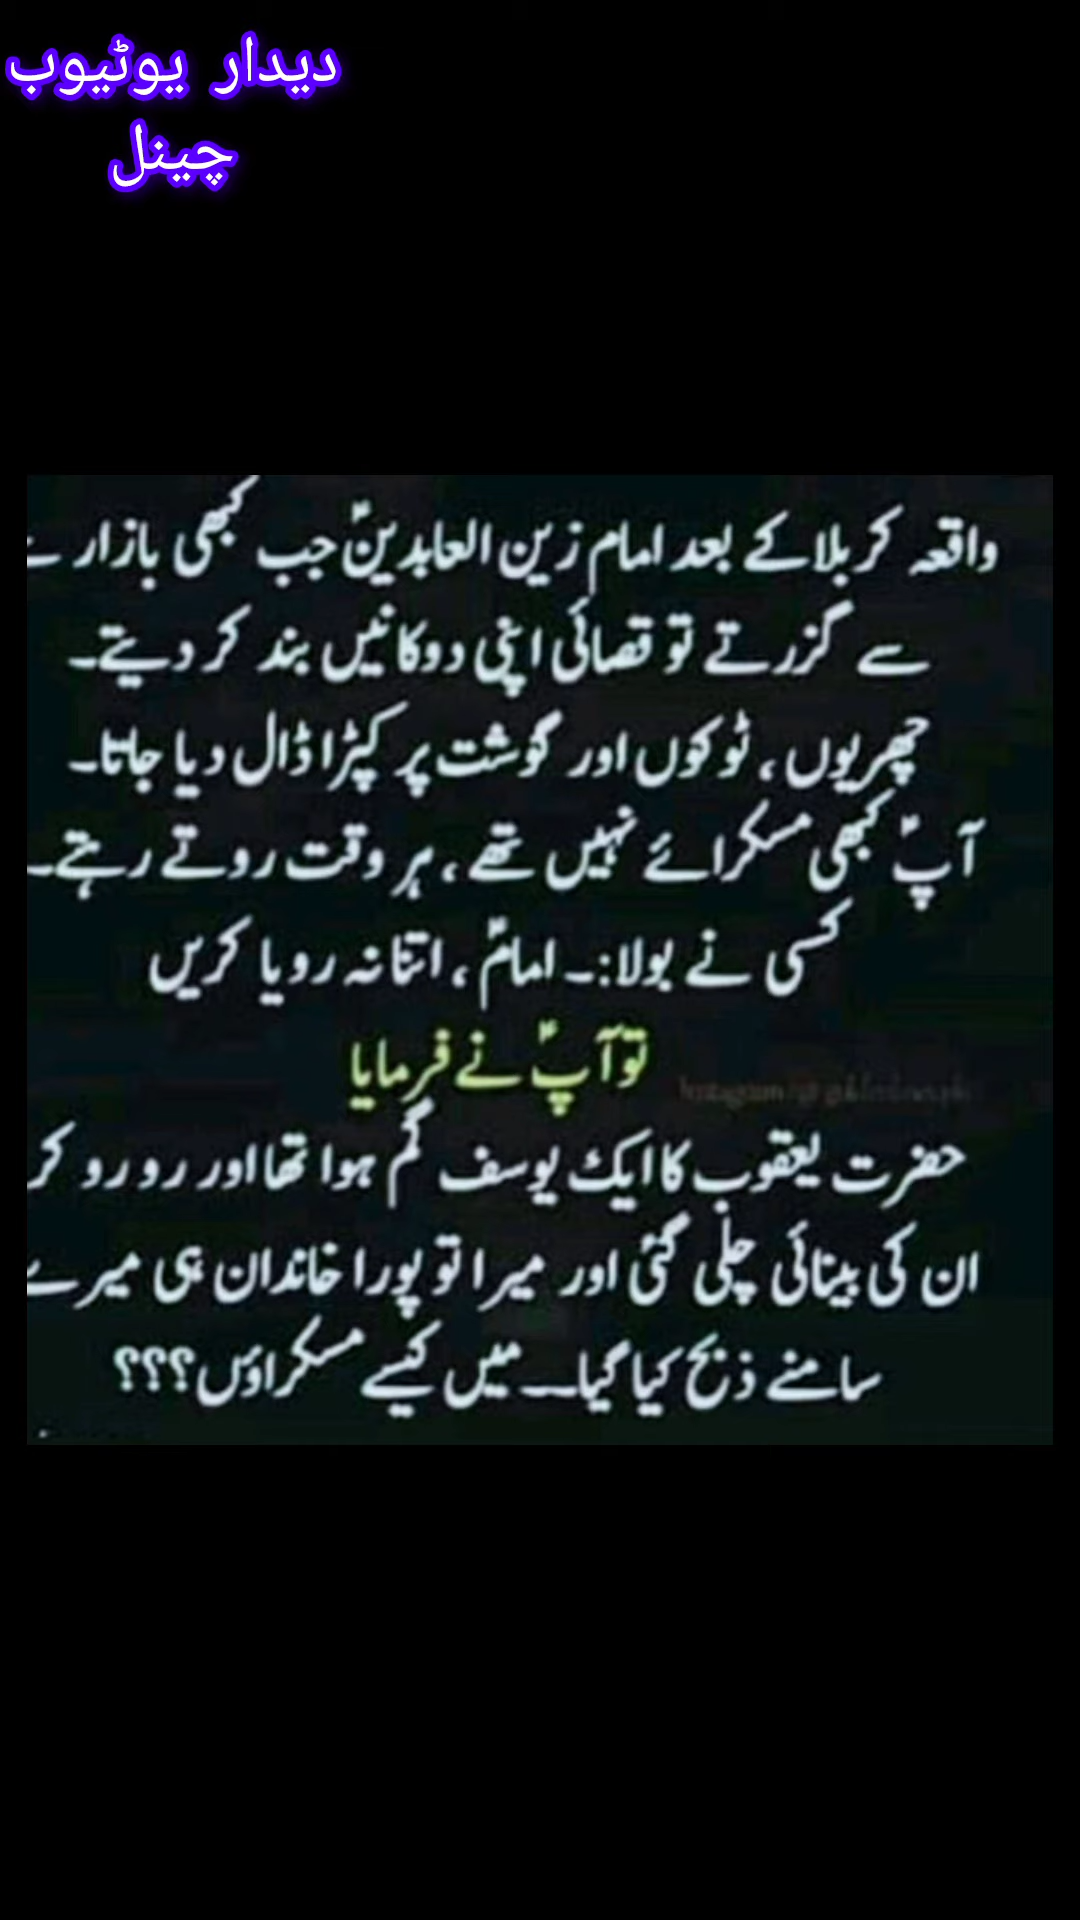 دیدار یوٹیوب
چینل
واقعہ کربلا کے بعد امام زین العابدینؑ جب کبھی بازار سے
سے گزرتے تو قصائی اپنی دوکانیں بند کر دیتے۔
چھریوں، ٹوکوں اور گوشت پر کپڑا ڈال دیا جاتا۔
آپؑ کبھی مسکرائے نہیں تھے، ہر وقت روتے رہتے۔
کسی نے بولا:۔ امامؑ، اتنا نہ رویا کریں
تو آپؑ نے فرمایا
حضرت یعقوب کا ایک یوسف گم ہوا تھا اور رو رو کر
ان کی بینائی چلی گئی اور میرا تو پورا خاندان ہی میرے
سامنے ذبح کیا گیا۔۔ میں کیسے مسکراؤں؟؟؟